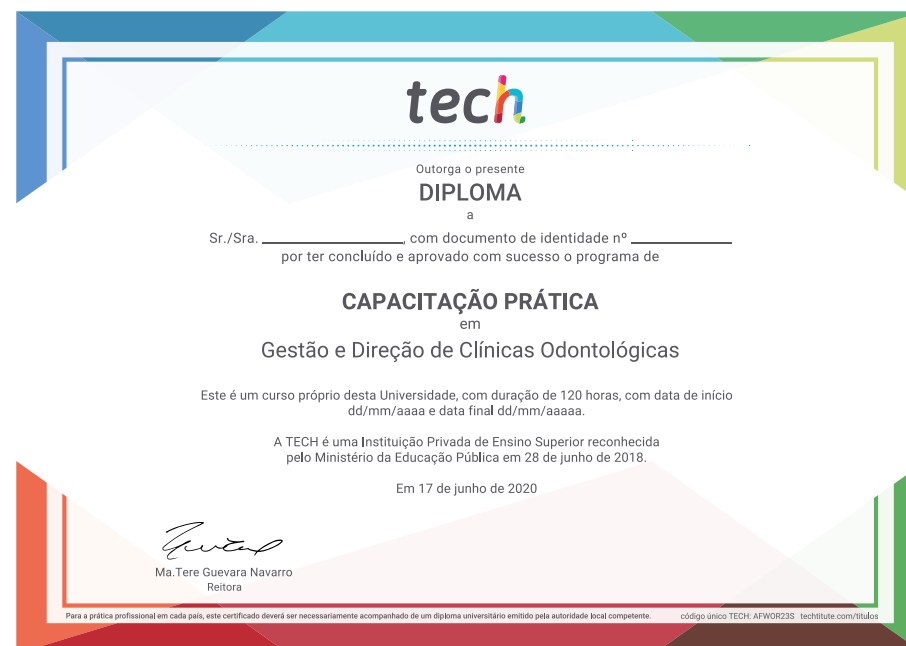 tech
Outorga o presente
DIPLOMA
a
Sr./Sra. ________________, com documento de identidade nº ____________
por ter concluído e aprovado com sucesso o programa de
CAPACITAÇÃO PRÁTICA
em
Gestão e Direção de Clínicas Odontológicas
Este é um curso próprio desta Universidade, com duração de 120 horas, com data de início
dd/mm/aaaa e data final dd/mm/aaaaa.
A TECH é uma Instituição Privada de Ensino Superior reconhecida
pelo Ministério da Educação Pública em 28 de junho de 2018.
Em 17 de junho de 2020
Ma.Tere Guevara Navarro
Reitora
Para a prática profissional em cada país, este certificado deverá ser necessariamente acompanhado de um diploma universitário emitido pela autoridade local competente. código único TECH: AFWOR23S techtitute.com/titulos